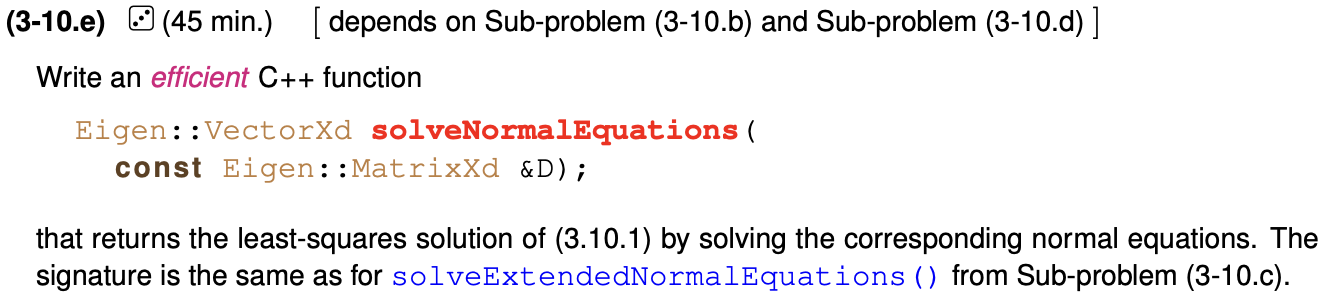 (3-10.e) ⚂ (45 min.) [ depends on Sub-problem (3-10.b) and Sub-problem (3-10.d) ]
Write an efficient C++ function
Eigen::VectorXd solveNormalEquations(
const Eigen::MatrixXd &D);
that returns the least-squares solution of (3.10.1) by solving the corresponding normal equations. The
signature is the same as for solveExtendedNormalEquations() from Sub-problem (3-10.c).